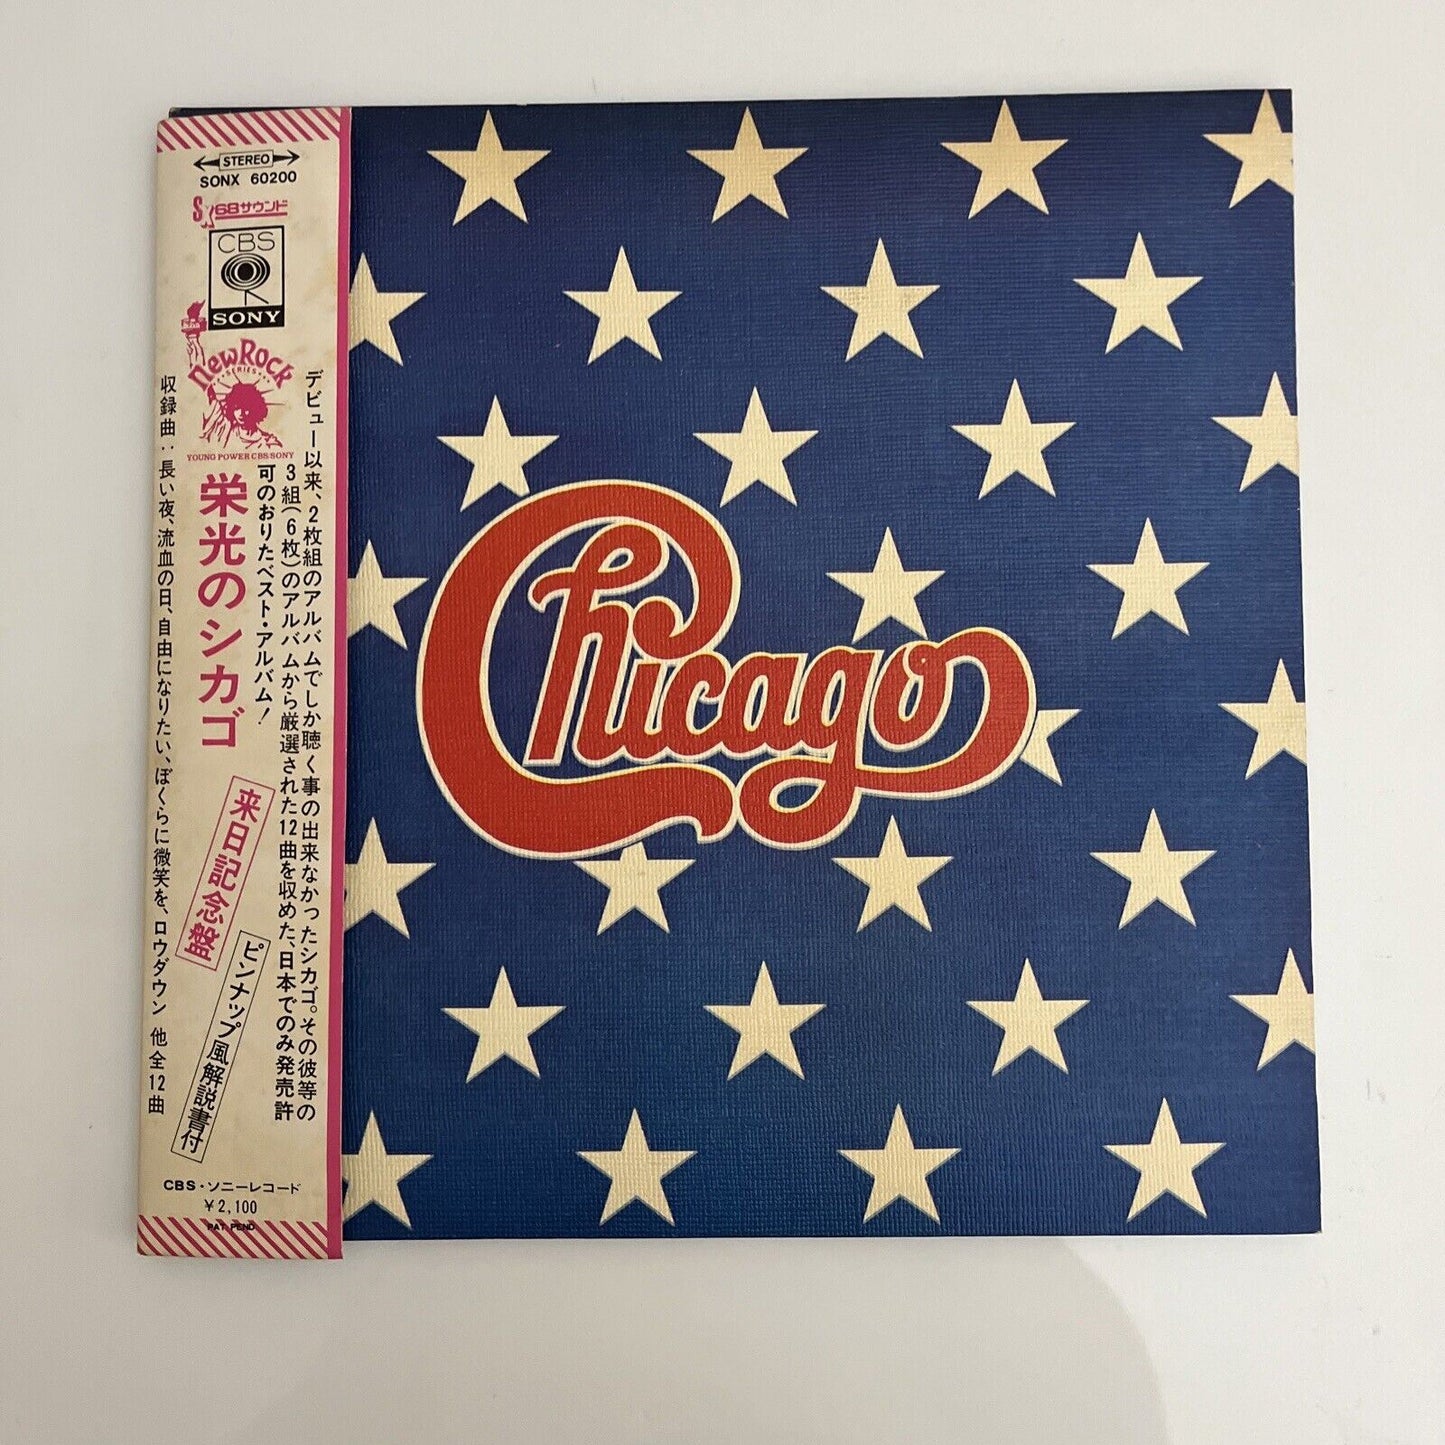 STEREO
SONX 60200
SX68サウンド
CBS
SONY
NewRock
SERIES
YOUNG POWER CBS/SONY
デビュー以来、2枚組のアルバムでしか聴く事の出来なかったシカゴ。その彼等の
3組(6枚)のアルバムから厳選された12曲を収めた、日本でのみ発売許
可のおりたベスト・アルバム!
栄光のシカゴ
来日記念盤
ピンナップ風解説書付
収録曲:長い夜、流血の日、自由になりたい、ぼくらに微笑を、ロウダウン 他全12曲
CBS・ソニーレコード
¥2,100
PAT. PEND
Chicago